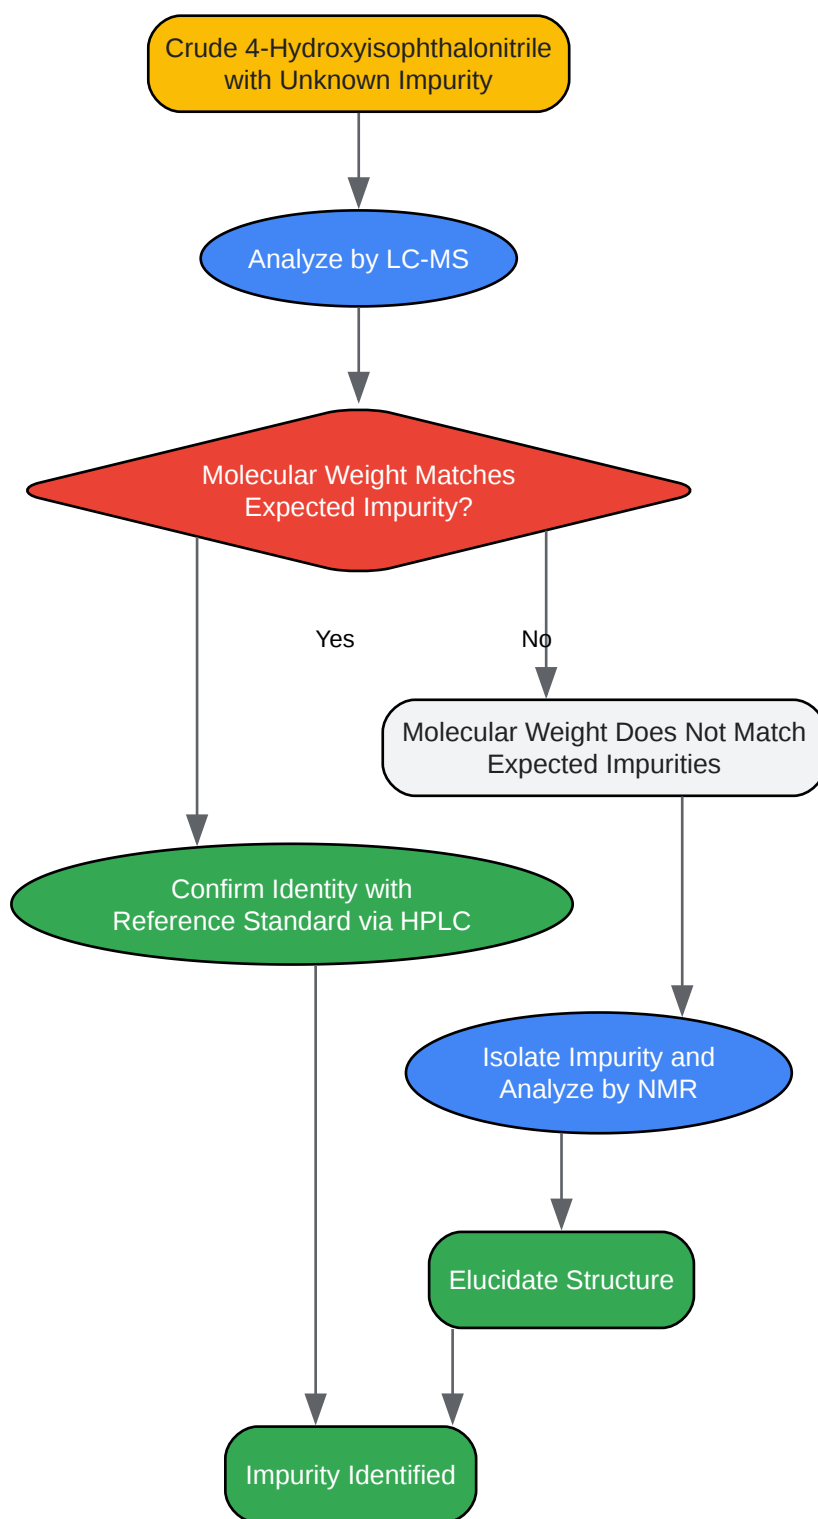 Crude 4-Hydroxyisophthalonitrile
with Unknown Impurity
Analyze by LC-MS
Molecular Weight Matches
Expected Impurity?
Yes
No
Molecular Weight Does Not Match
Expected Impurities
Confirm Identity with
Reference Standard via HPLC
Isolate Impurity and
Analyze by NMR
Elucidate Structure
Impurity Identified